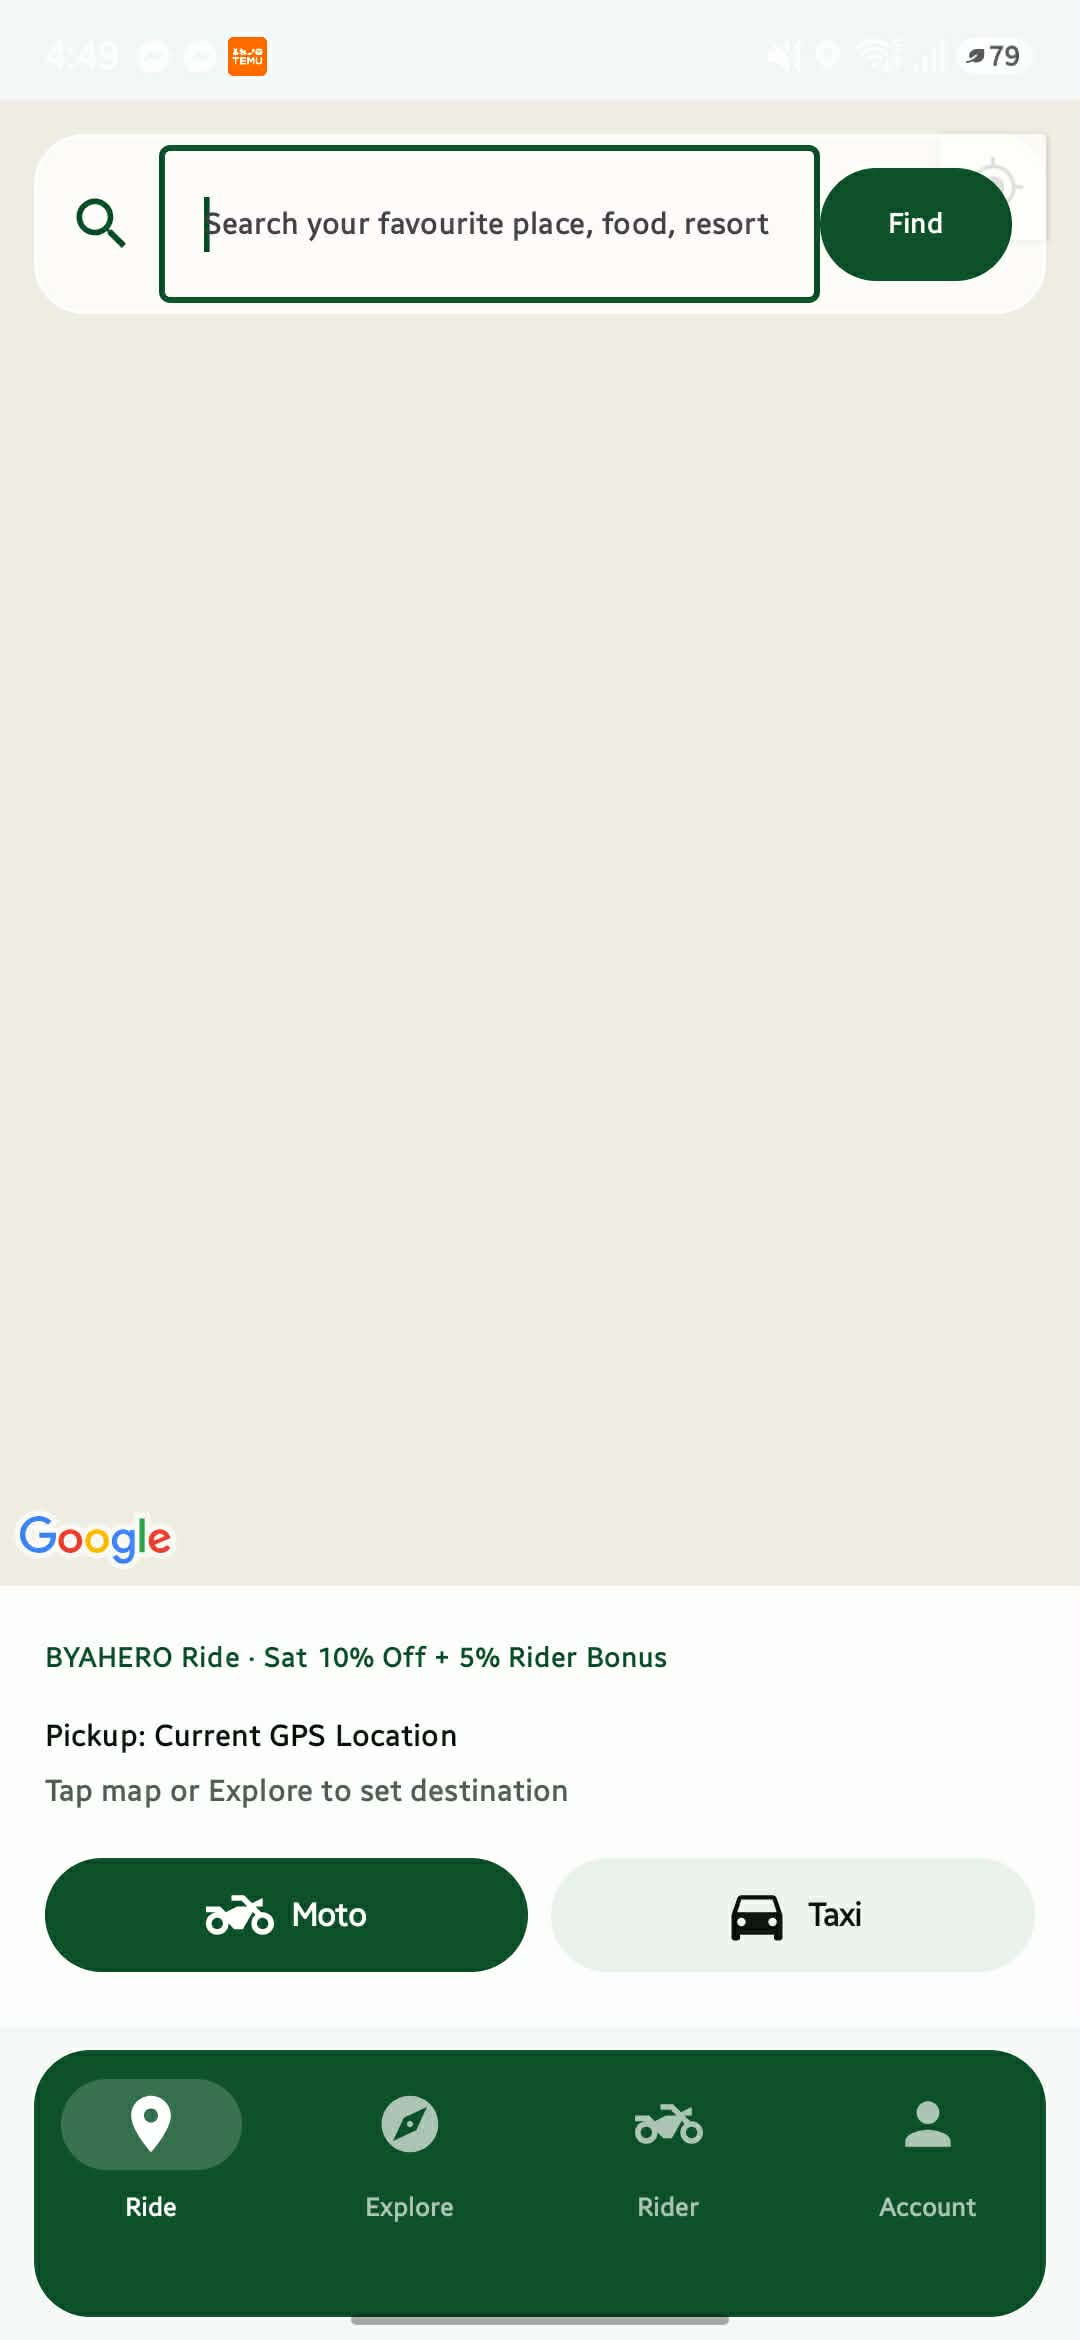 4:49
TEMU
79
Search your favourite place, food, resort
Find
Google
BYAHERO Ride · Sat 10% Off + 5% Rider Bonus
Pickup: Current GPS Location
Tap map or Explore to set destination
Moto
Taxi
Ride
Explore
Rider
Account